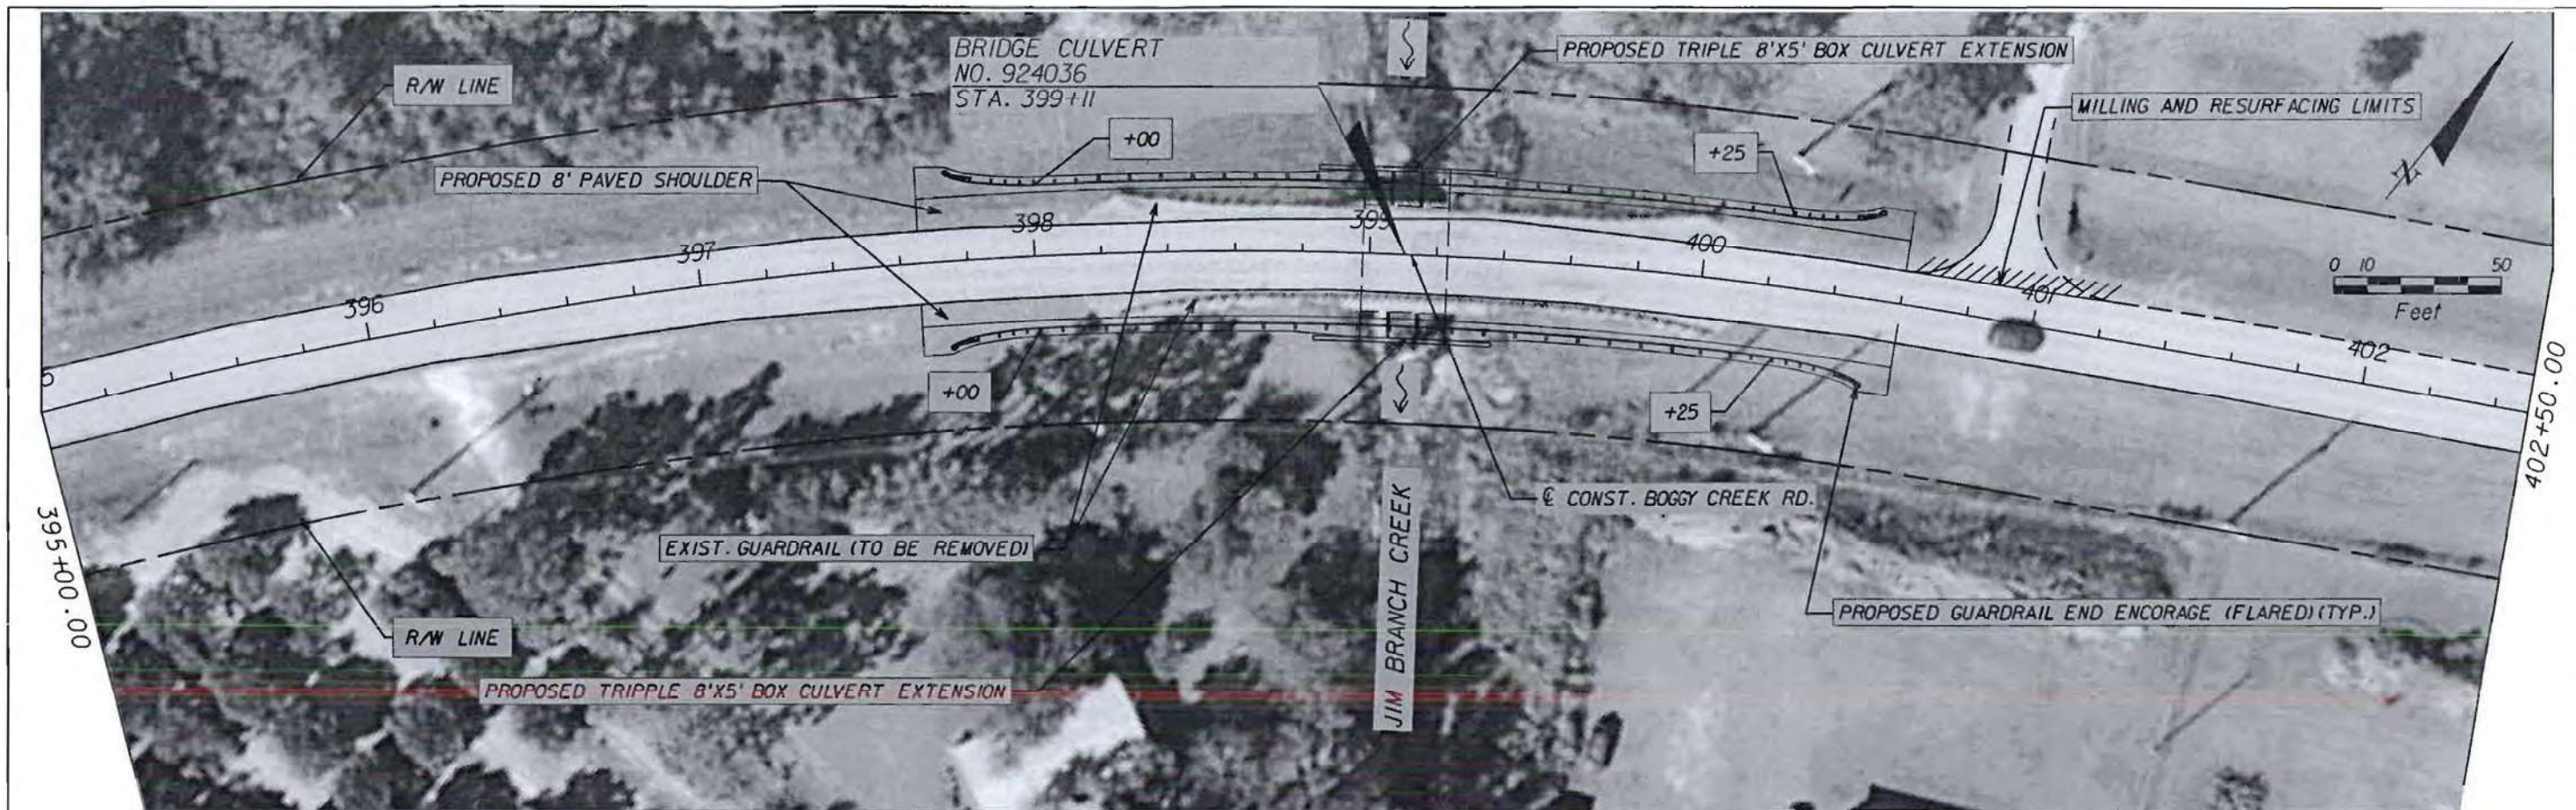 BRIDGE CULVERT
NO. 924036
STA. 399+11
PROPOSED TRIPLE 8'X5' BOX CULVERT EXTENSION
R/W LINE
MILLING AND RESURFACING LIMITS
+00
+25
PROPOSED 8' PAVED SHOULDER
N
396
397
398
399
400
401
402
0 10 50
Feet
+00
+25
402+50.00
395+00.00
€ CONST. BOGGY CREEK RD.
EXIST. GUARDRAIL (TO BE REMOVED)
JIM BRANCH CREEK
PROPOSED GUARDRAIL END ENCORAGE (FLARED) (TYP.)
R/W LINE
PROPOSED TRIPPLE 8'X5' BOX CULVERT EXTENSION